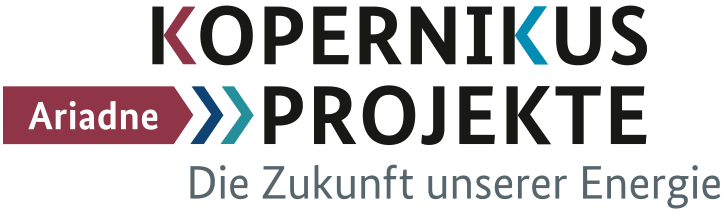 KOPERNIKUS
Ariadne PROJEKTE
Die Zukunft unserer Energie